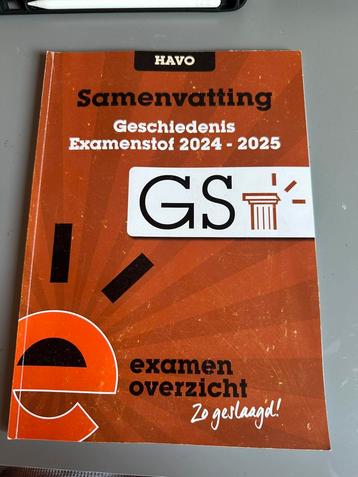 HAVO
Samenvatting
Geschiedenis
Examenstof 2024 - 2025
GS
examen
overzicht
Zo geslaagd!